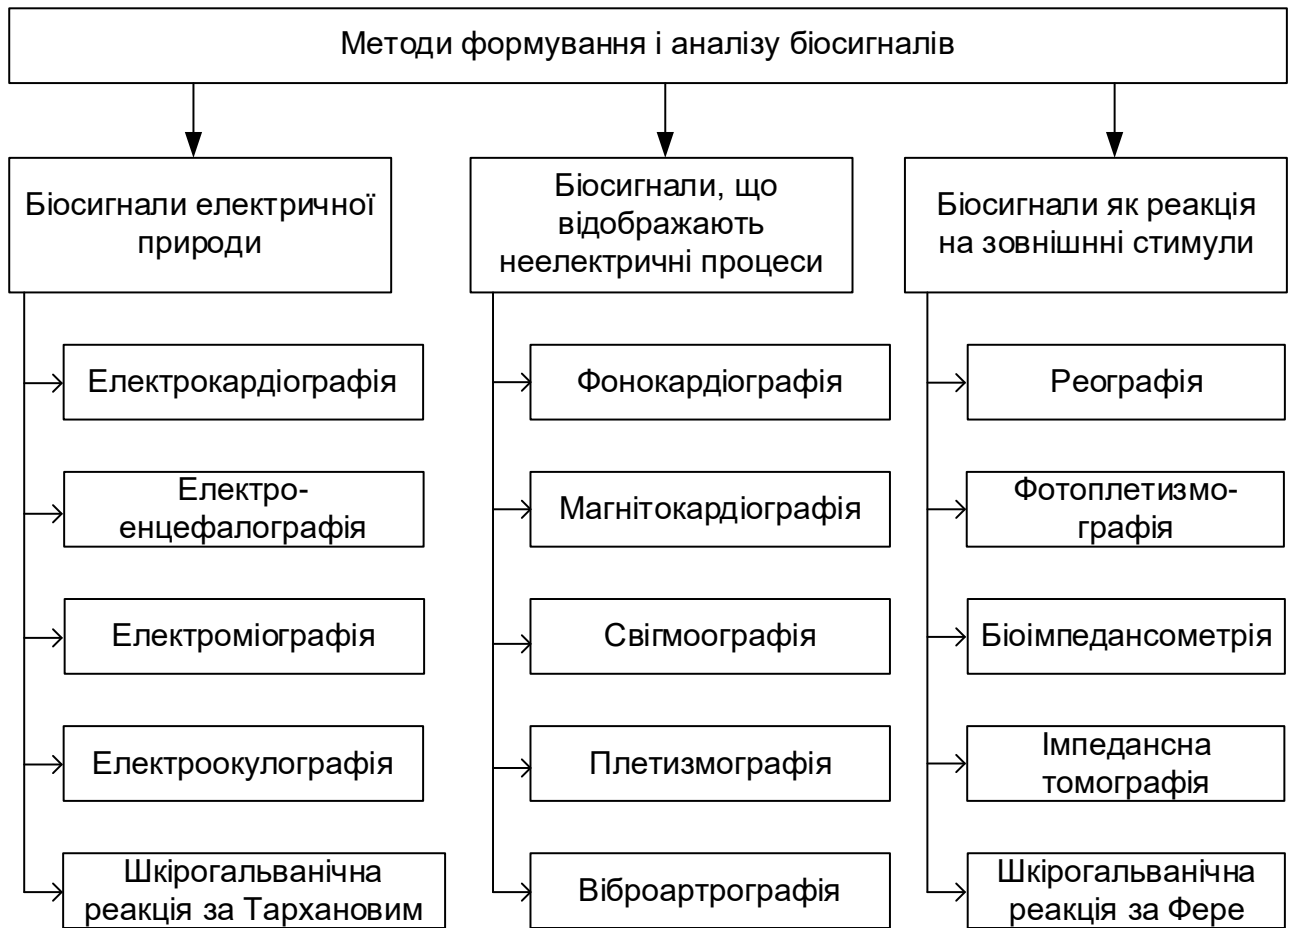 Методи формування і аналізу біосигналів
Біосигнали електричної
природи
Біосигнали, що
відображають
неелектричні процеси
Біосигнали як реакція
на зовнішнні стимули
Електрокардіографія
Електро-
енцефалографія
Електроміографія
Електроокулографія
Шкірогальванічна
реакція за Тархановим
Фонокардіографія
Магнітокардіографія
Свігмоографія
Плетизмографія
Віброартрографія
Реографія
Фотоплетизмо-
графія
Біоімпедансометрія
Імпедансна
томографія
Шкірогальванічна
реакція за Фере